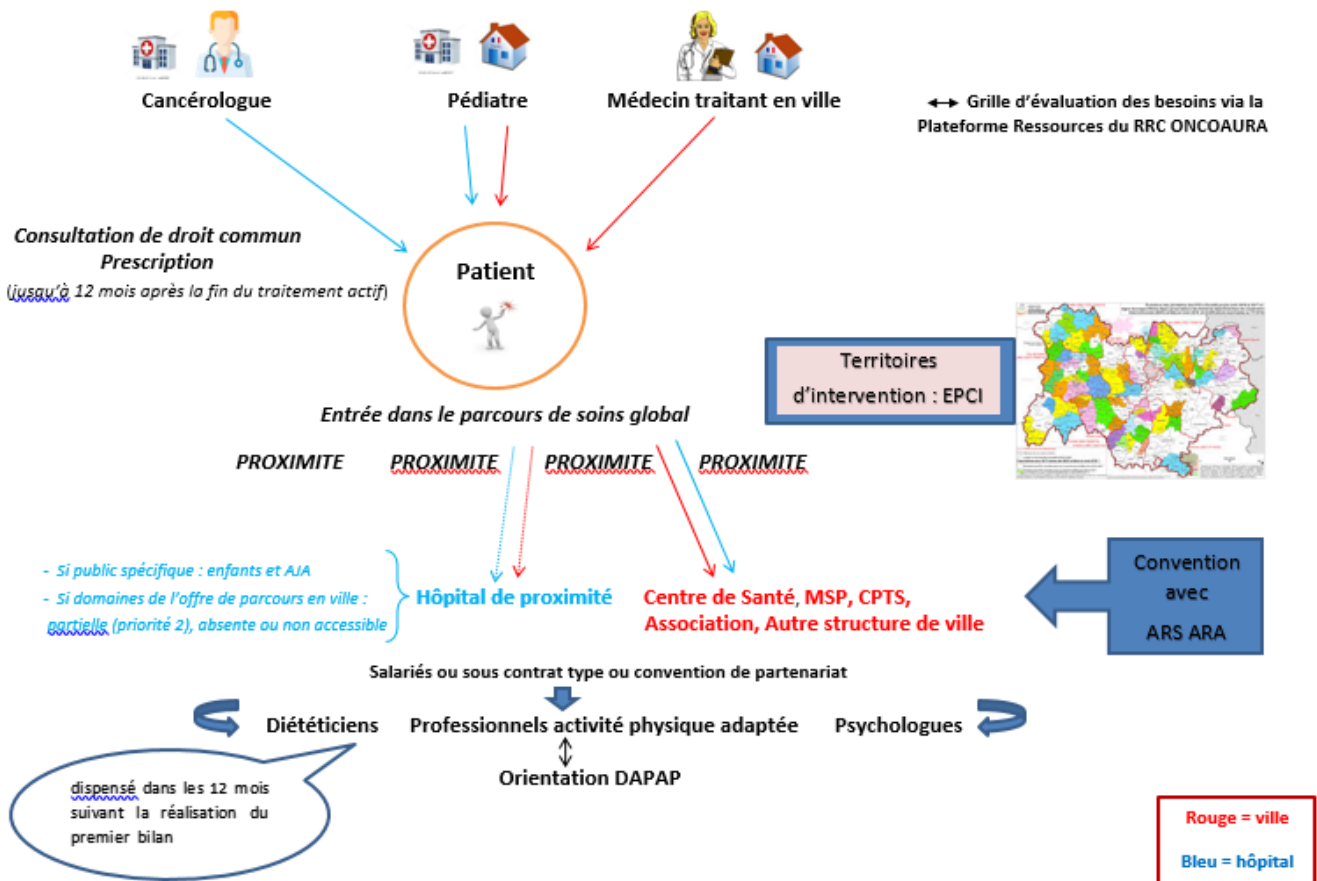 Cancérologue
Pédiatre
Médecin traitant en ville
Grille d'évaluation des besoins via la
Plateforme Ressources du RRC ONCOAURA
Consultation de droit commun
Prescription
(jusqu'à 12 mois après la fin du traitement actif)
Patient
Territoires
d'intervention : EPCI
Entrée dans le parcours de soins global
PROXIMITE PROXIMITE PROXIMITE PROXIMITE
- Si public spécifique : enfants et AJA
- Si domaines de l'offre de parcours en ville :
partielle (priorité 2), absente ou non accessible
Hôpital de proximité
Centre de Santé, MSP, CPTS,
Association, Autre structure de ville
Convention
avec
ARS ARA
Salariés ou sous contrat type ou convention de partenariat
Diététiciens
Professionnels activité physique adaptée
Psychologues
Orientation DAPAP
dispensé dans les 12 mois
suivant la réalisation du
premier bilan
Rouge = ville
Bleu = hôpital